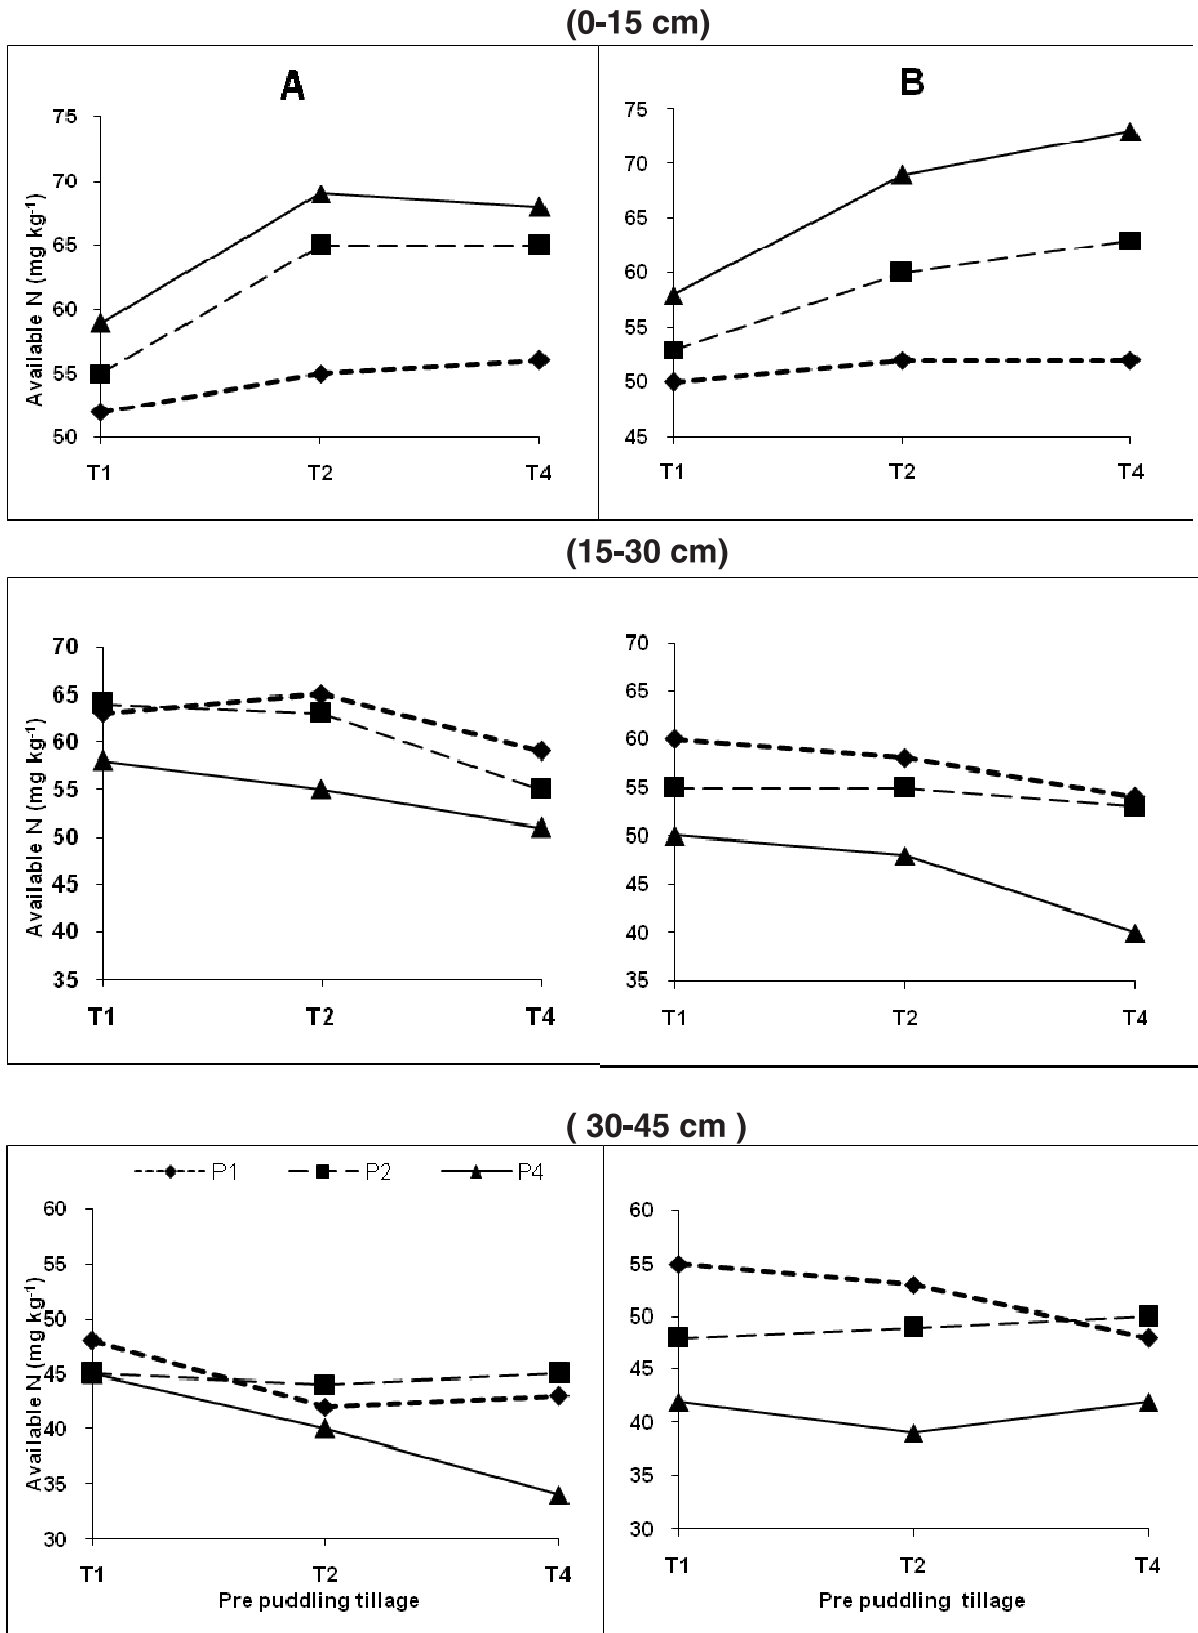 (0-15 cm)
A
B
75
70
65
60
55
50
Available N (mg kg-1)
T1
T2
T4
75
70
65
60
55
50
45
T1
T2
T4
(15-30 cm)
70
65
60
55
50
45
40
35
Available N (mg kg-1)
T1
T2
T4
70
65
60
55
50
45
40
35
T1
T2
T4
( 30-45 cm )
P1
P2
P4
60
55
50
45
40
35
30
Available N (mg kg-1)
T1
T2
T4
Pre puddling tillage
60
55
50
45
40
35
30
T1
T2
T4
Pre puddling tillage